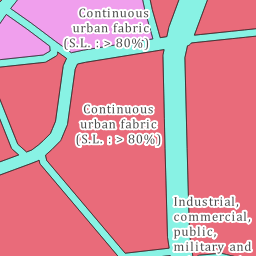 Continuous
urban fabric
(S.L. : > 80%)
Continuous
urban fabric
(S.L. : > 80%)
Industrial,
commercial,
public,
military and